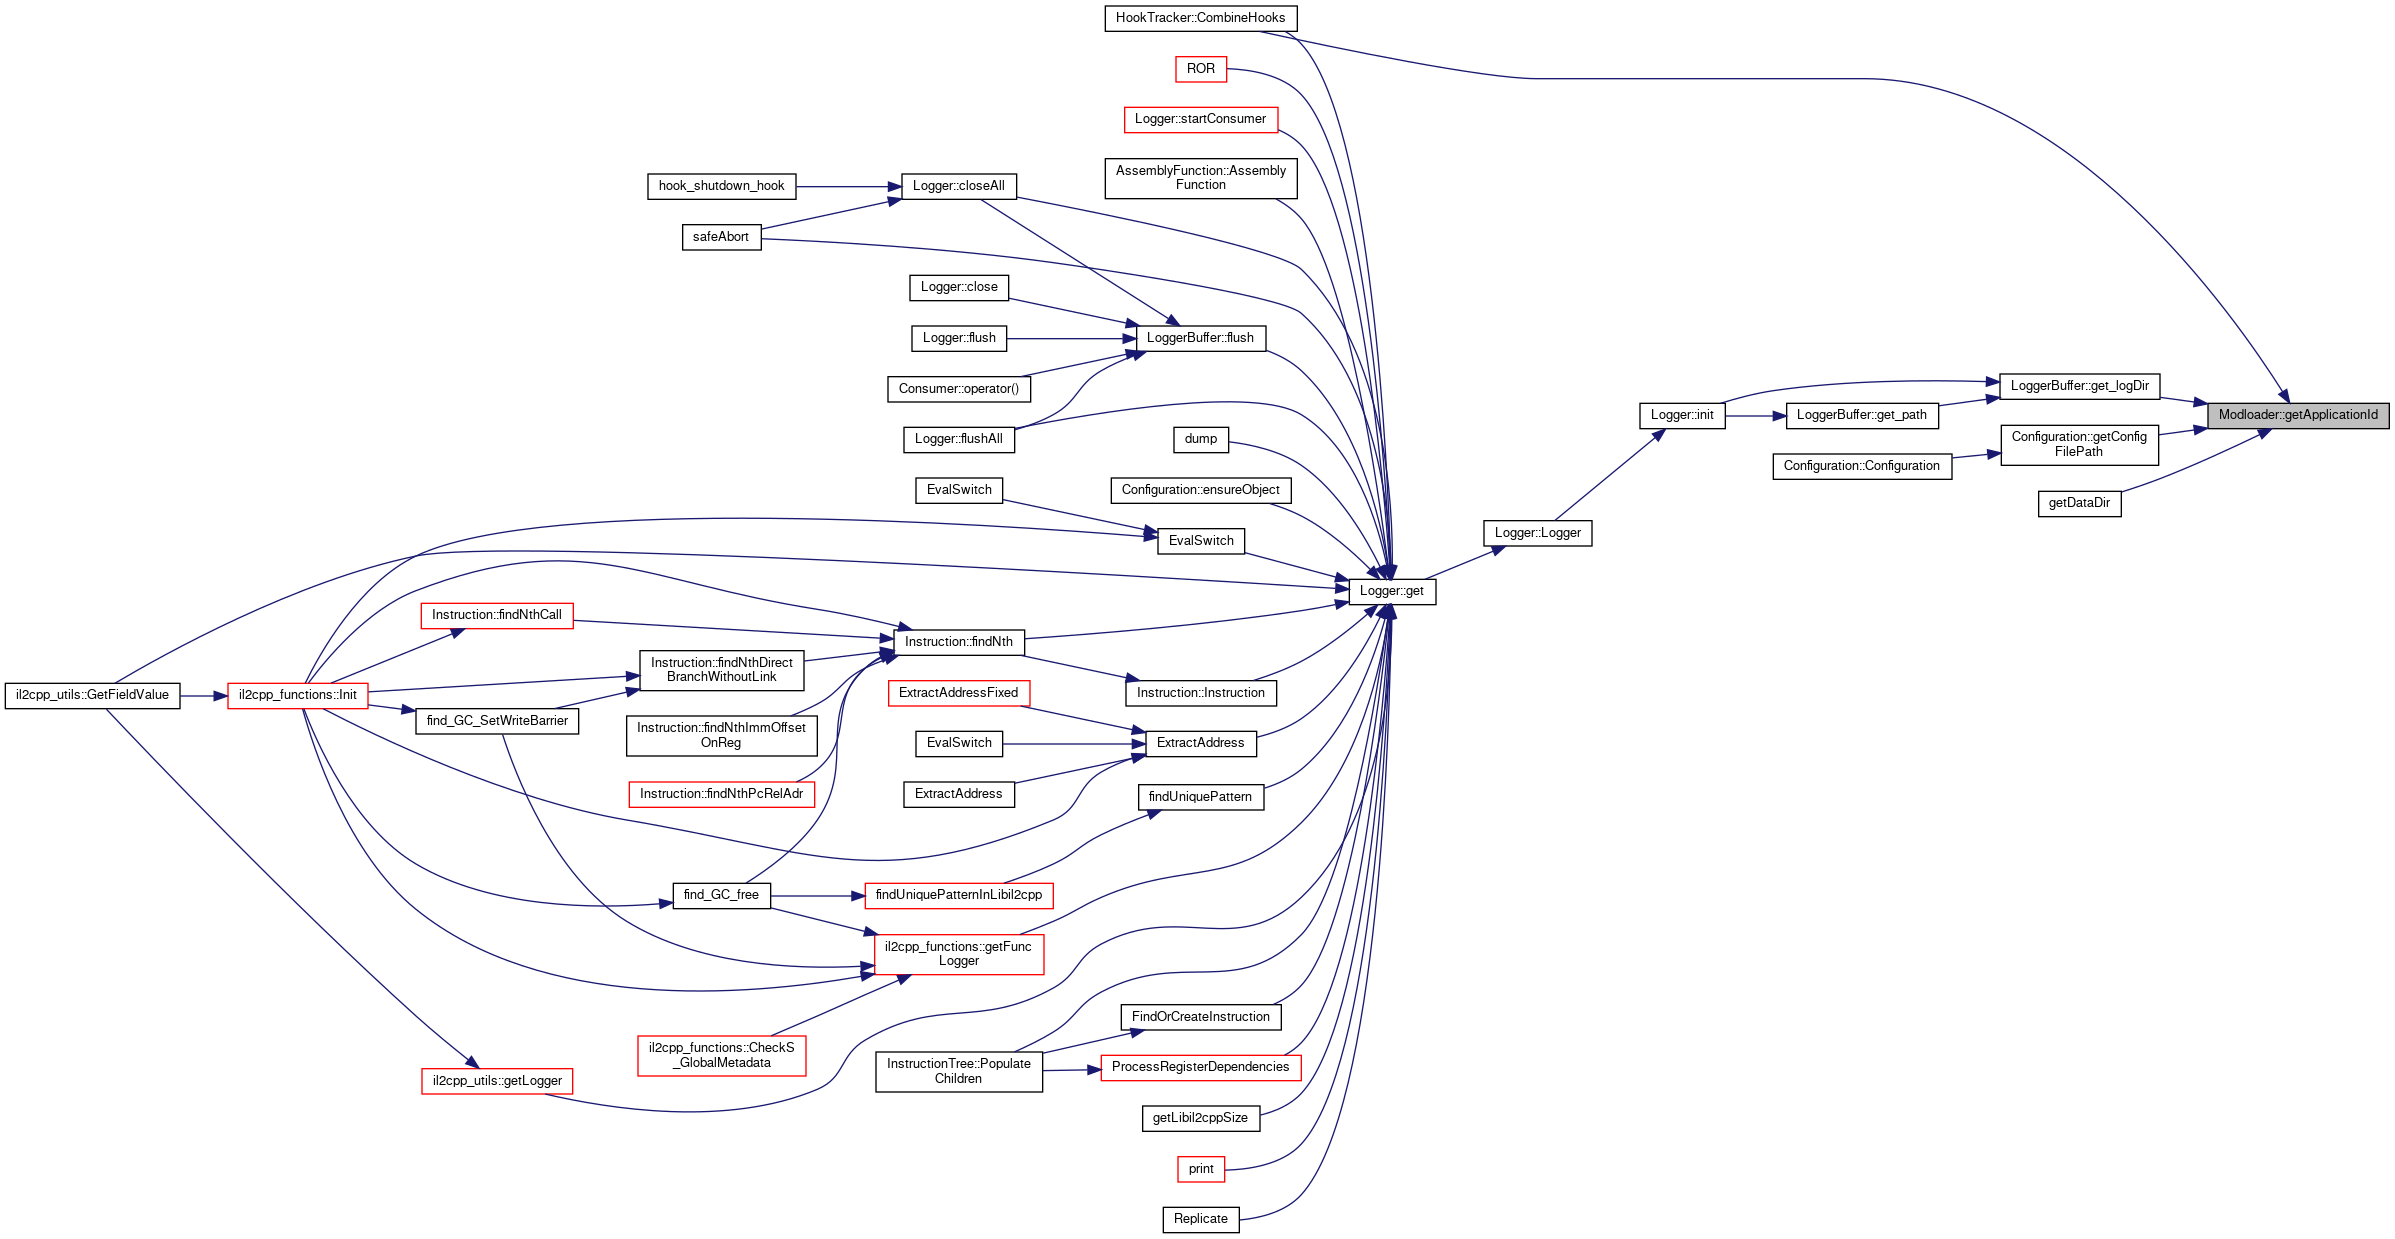 HookTracker::CombineHooks
ROR
Logger::startConsumer
AssemblyFunction::Assembly
Function
hook_shutdown_hook
Logger::closeAll
safeAbort
Logger::close
Logger::flush
LoggerBuffer::flush
Consumer::operator()
Logger::flushAll
dump
EvalSwitch
Configuration::ensureObject
EvalSwitch
Logger::get
Logger::Logger
Logger::init
LoggerBuffer::get_path
LoggerBuffer::get_logDir
Modloader::getApplicationId
Configuration::getConfig
FilePath
Configuration::Configuration
getDataDir
Instruction::findNthCall
Instruction::findNth
Instruction::findNthDirect
BranchWithoutLink
il2cpp_utils::GetFieldValue
il2cpp_functions::Init
find_GC_SetWriteBarrier
Instruction::findNthImmOffset
OnReg
Instruction::findNthPcRelAdr
ExtractAddressFixed
Instruction::Instruction
EvalSwitch
ExtractAddress
ExtractAddress
findUniquePattern
find_GC_free
findUniquePatternInLibil2cpp
il2cpp_functions::getFunc
Logger
il2cpp_functions::CheckS
_GlobalMetadata
il2cpp_utils::getLogger
FindOrCreateInstruction
InstructionTree::Populate
Children
ProcessRegisterDependencies
getLibil2cppSize
print
Replicate